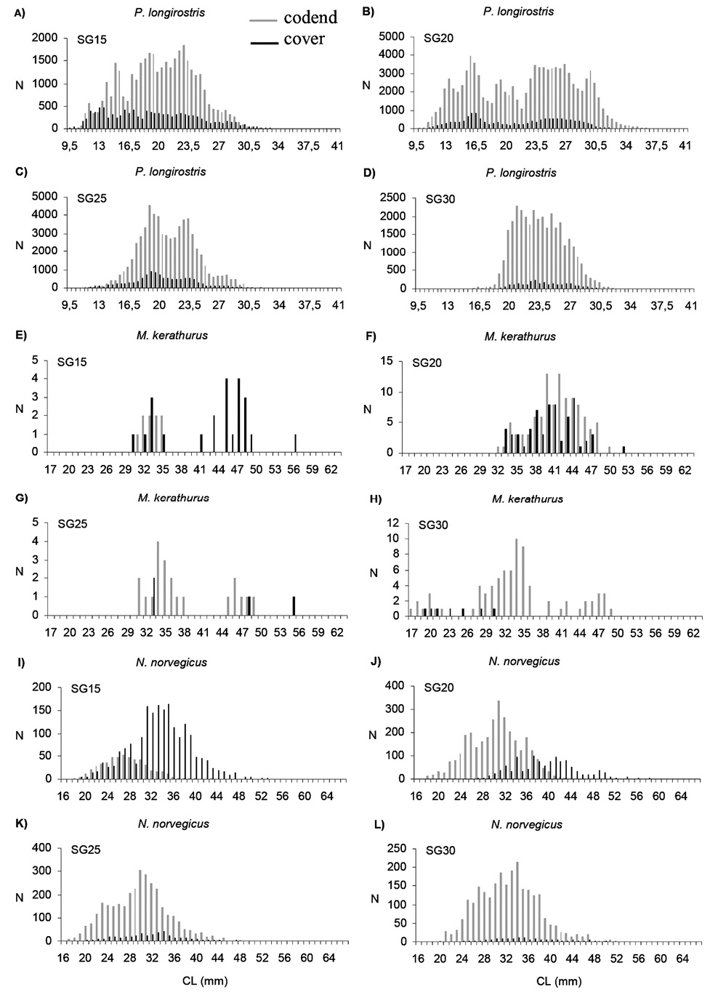 A) P. longirostris
SG15
codend
cover
2000
1500
1000
500
0
N
9,5 13 16,5 20 23,5 27 30,5 34 37,5 41
B) P. longirostris
SG20
5000
4000
3000
2000
1000
0
N
9,5 13 16,5 20 23,5 27 30,5 34 37,5 41
C) P. longirostris
SG25
5000
4000
3000
2000
1000
0
N
9,5 13 16,5 20 23,5 27 30,5 34 37,5 41
D) P. longirostris
SG30
2500
2000
1500
1000
500
0
N
9,5 13 16,5 20 23,5 27 30,5 34 37,5 41
E) M. kerathurus
SG15
5
4
3
2
1
0
N
17 20 23 26 29 32 35 38 41 44 47 50 53 56 59 62
F) M. kerathurus
SG20
15
10
5
0
N
17 20 23 26 29 32 35 38 41 44 47 50 53 56 59 62
G) M. kerathurus
SG25
5
4
3
2
1
0
N
17 20 23 26 29 32 35 38 41 44 47 50 53 56 59 62
H) M. kerathurus
SG30
12
10
8
6
4
2
0
N
17 20 23 26 29 32 35 38 41 44 47 50 53 56 59 62
I) N. norvegicus
SG15
200
150
100
50
0
N
16 20 24 28 32 36 40 44 48 52 56 60 64
J) N. norvegicus
SG20
400
300
200
100
0
N
16 20 24 28 32 36 40 44 48 52 56 60 64
K) N. norvegicus
SG25
400
300
200
100
0
N
16 20 24 28 32 36 40 44 48 52 56 60 64
CL (mm)
L) N. norvegicus
SG30
250
200
150
100
50
0
N
16 20 24 28 32 36 40 44 48 52 56 60 64
CL (mm)